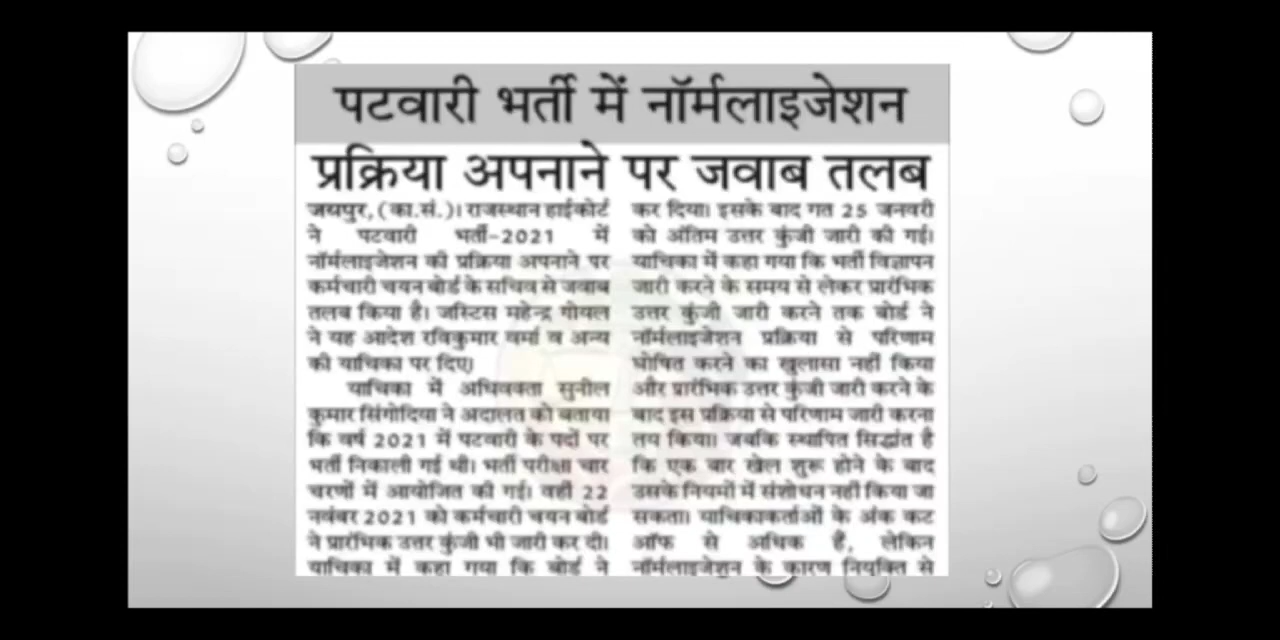 पटवारी भर्ती में नॉर्मलाइजेशन
प्रक्रिया अपनाने पर जवाब तलब
जयपुर, (का.सं.)। राजस्थान हाईकोर्ट
ने पटवारी भर्ती-2021 में
नॉर्मलाइजेशन की प्रक्रिया अपनाने पर
कर्मचारी चयन बोर्ड के सचिव से जवाब
तलब किया है। जस्टिस महेन्द्र गोयल
ने यह आदेश रविकुमार वर्मा व अन्य
की याचिका पर दिए।
याचिका में अधिवक्ता सुनील
कुमार सिंगोदिया ने अदालत को बताया
कि वर्ष 2021 में पटवारी के पदों पर
भर्ती निकाली गई थी। भर्ती परीक्षा चार
चरणों में आयोजित की गई। वहीं 22
नवंबर 2021 को कर्मचारी चयन बोर्ड
ने प्रारंभिक उत्तर कुंजी भी जारी कर दी।
याचिका में कहा गया कि बोर्ड ने
कर दिया। इसके बाद गत 25 जनवरी
को अंतिम उत्तर कुंजी जारी की गई।
याचिका में कहा गया कि भर्ती विज्ञापन
जारी करने के समय से लेकर प्रारंभिक
उत्तर कुंजी जारी करने तक बोर्ड ने
नॉर्मलाइजेशन प्रक्रिया से परिणाम
घोषित करने का खुलासा नहीं किया
और प्रारंभिक उत्तर कुंजी जारी करने के
बाद इस प्रक्रिया से परिणाम जारी करना
तय किया। जबकि स्थापित सिद्धांत है
कि एक बार खेल शुरू होने के बाद
उसके नियमों में संशोधन नहीं किया जा
सकता। याचिकाकर्ताओं के अंक कट
ऑफ से अधिक हैं, लेकिन
नॉर्मलाइजेशन के कारण नियुक्ति से